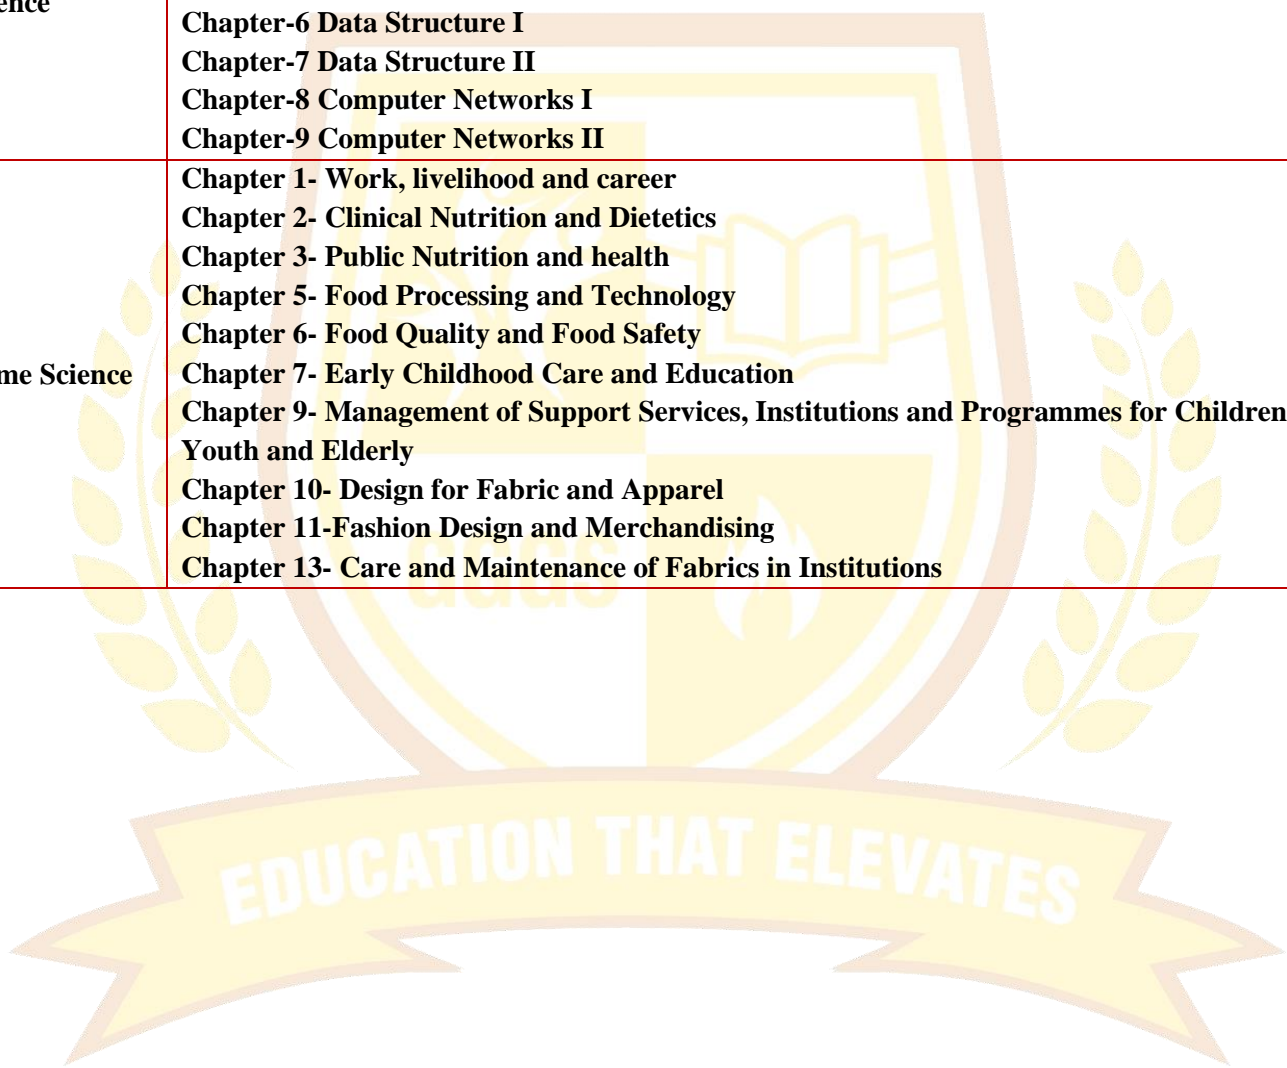 ence
Chapter-6 Data Structure I
Chapter-7 Data Structure II
Chapter-8 Computer Networks I
Chapter-9 Computer Networks II
me Science
Chapter 1- Work, livelihood and career
Chapter 2- Clinical Nutrition and Dietetics
Chapter 3- Public Nutrition and health
Chapter 5- Food Processing and Technology
Chapter 6- Food Quality and Food Safety
Chapter 7- Early Childhood Care and Education
Chapter 9- Management of Support Services, Institutions and Programmes for Children
Youth and Elderly
Chapter 10- Design for Fabric and Apparel
Chapter 11-Fashion Design and Merchandising
Chapter 13- Care and Maintenance of Fabrics in Institutions
EDUCATION THAT ELEVATES